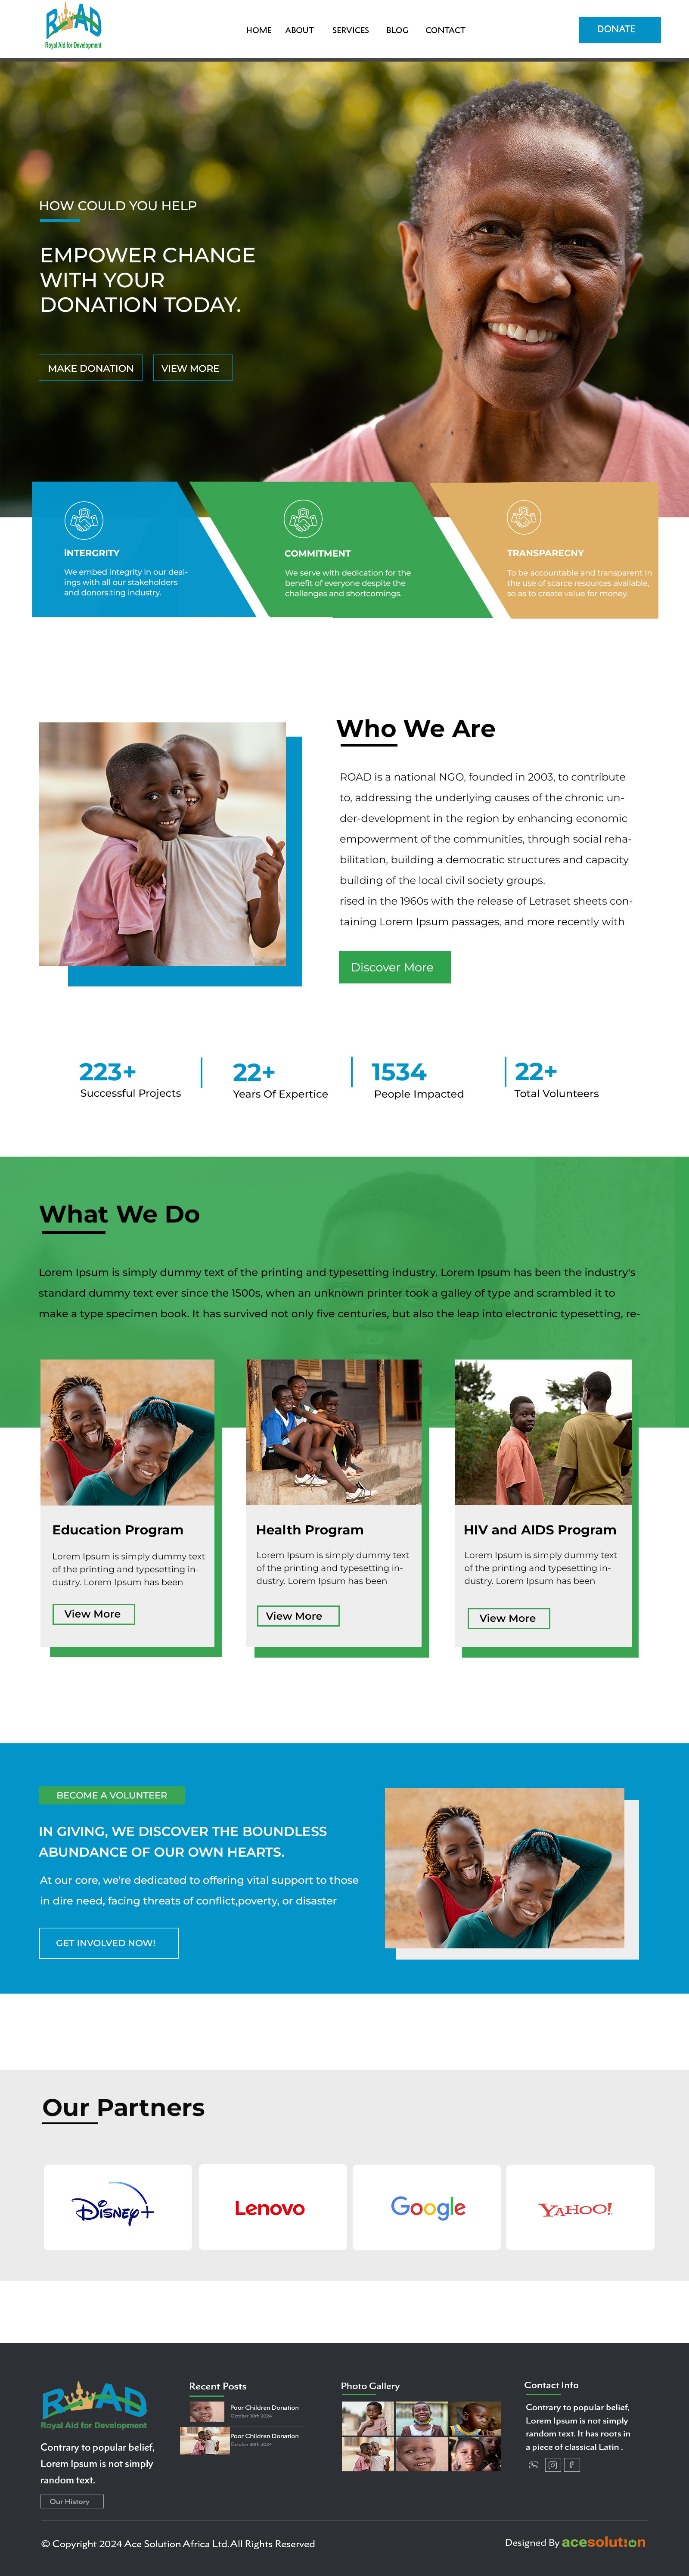 ROAD
Royal Aid for Development
HOME ABOUT SERVICES BLOG CONTACT
DONATE
HOW COULD YOU HELP
EMPOWER CHANGE
WITH YOUR
DONATION TODAY.
MAKE DONATION
VIEW MORE
iNTERGRITY
We embed integrity in our deal-
ings with all our stakeholders
and donors.ting industry.
COMMITMENT
We serve with dedication for the
benefit of everyone despite the
challenges and shortcomings.
TRANSPARECNY
To be accountable and transparent in
the use of scarce resources available,
so as to create value for money.
Who We Are
ROAD is a national NGO, founded in 2003, to contribute
to, addressing the underlying causes of the chronic un-
der-development in the region by enhancing economic
empowerment of the communities, through social reha-
bilitation, building a democratic structures and capacity
building of the local civil society groups.
rised in the 1960s with the release of Letraset sheets con-
taining Lorem Ipsum passages, and more recently with
Discover More
223+
Successful Projects
22+
Years Of Expertice
1534
People Impacted
22+
Total Volunteers
What We Do
Lorem Ipsum is simply dummy text of the printing and typesetting industry. Lorem Ipsum has been the industry's
standard dummy text ever since the 1500s, when an unknown printer took a galley of type and scrambled it to
make a type specimen book. It has survived not only five centuries, but also the leap into electronic typesetting, re-
Education Program
Lorem Ipsum is simply dummy text
of the printing and typesetting in-
dustry. Lorem Ipsum has been
View More
Health Program
Lorem Ipsum is simply dummy text
of the printing and typesetting in-
dustry. Lorem Ipsum has been
View More
HIV and AIDS Program
Lorem Ipsum is simply dummy text
of the printing and typesetting in-
dustry. Lorem Ipsum has been
View More
BECOME A VOLUNTEER
IN GIVING, WE DISCOVER THE BOUNDLESS
ABUNDANCE OF OUR OWN HEARTS.
At our core, we're dedicated to offering vital support to those
in dire need, facing threats of conflict,poverty, or disaster
GET INVOLVED NOW!
Our Partners
Disney+
Lenovo
Google
YAHOO!
ROAD
Royal Aid for Development
Contrary to popular belief,
Lorem Ipsum is not simply
random text.
Our History
Recent Posts
Poor Children Donation
October 30th 2024
Poor Children Donation
October 30th 2024
Photo Gallery
Contact Info
Contrary to popular belief,
Lorem Ipsum is not simply
random text. It has roots in
a piece of classical Latin .
© Copyright 2024 Ace Solution Africa Ltd.All Rights Reserved
Designed By acesolution